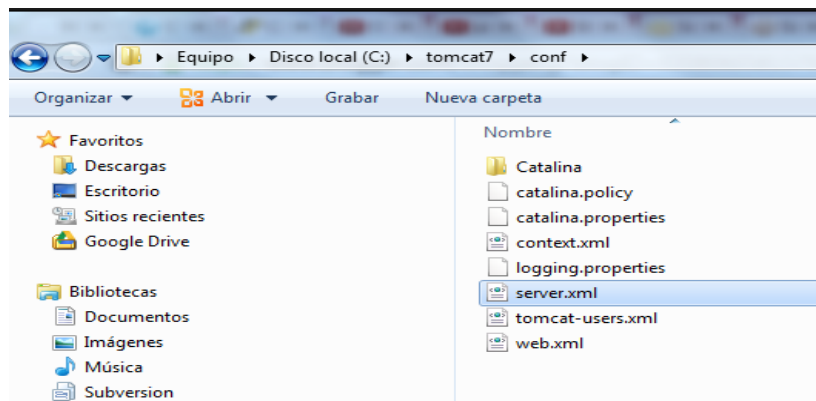 Equipo Disco local (C:) tomcat7 conf
Organizar Abrir Grabar Nueva carpeta
Favoritos
Descargas
Escritorio
Sitios recientes
Google Drive
Bibliotecas
Documentos
Imágenes
Música
Subversion
Nombre
Catalina
catalina.policy
catalina.properties
context.xml
logging.properties
server.xml
tomcat-users.xml
web.xml